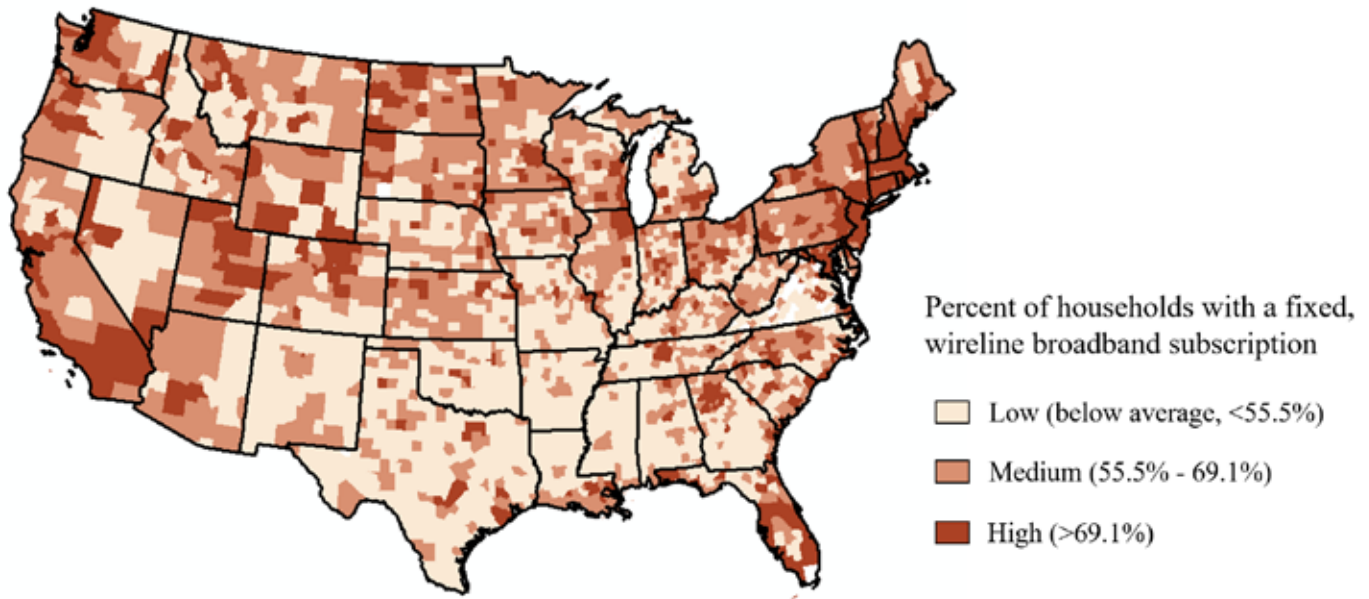 Percent of households with a fixed,
wireline broadband subscription
Low (below average, <55.5%)
Medium (55.5% - 69.1%)
High (>69.1%)